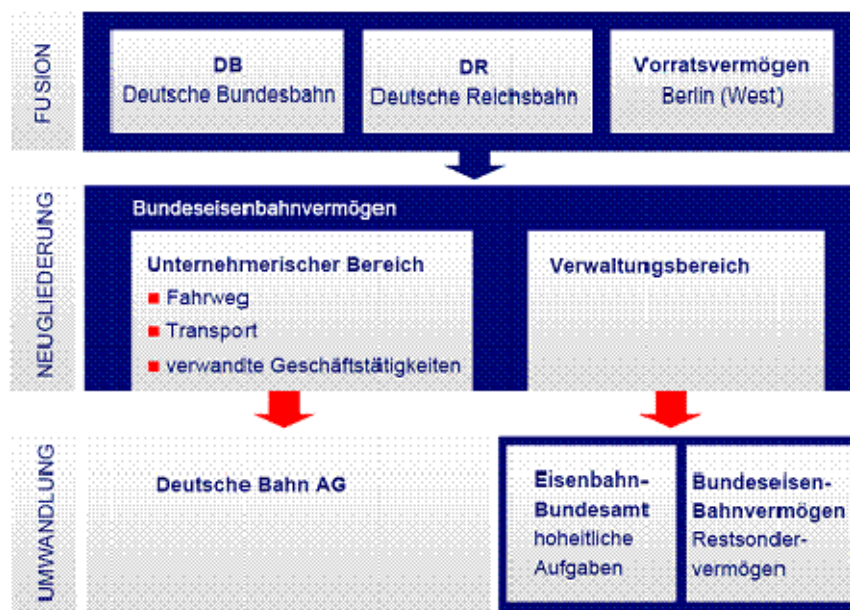 FUSION
DB
Deutsche Bundesbahn
DR
Deutsche Reichsbahn
Vorratsvermögen
Berlin (West)
NEUGLIEDERUNG
Bundeseisenbahnvermögen
Unternehmerischer Bereich
Fahrweg
Transport
verwandte Geschäftstätigkeiten
Verwaltungsbereich
UMWANDLUNG
Deutsche Bahn AG
Eisenbahn-
Bundesamt
hoheitliche
Aufgaben
Bundeseisen-
Bahnvermögen
Restsonder-
vermögen